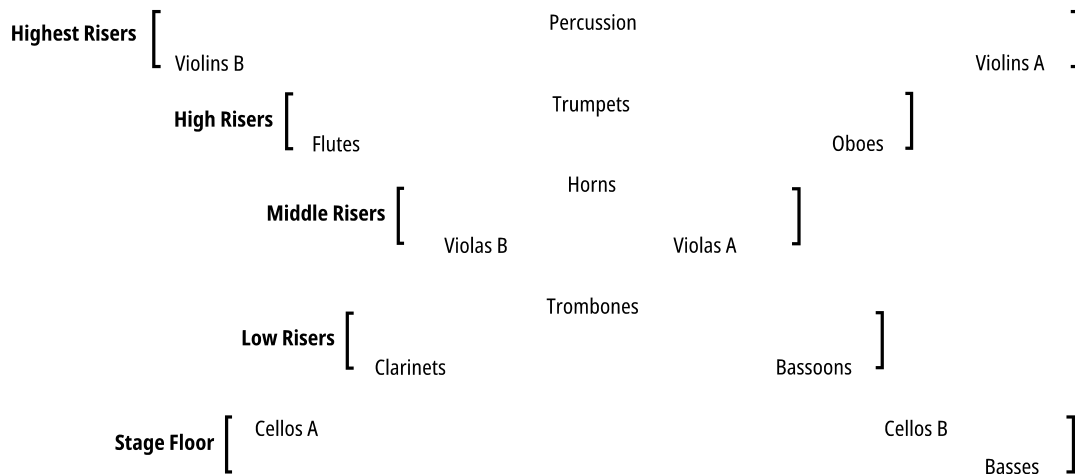 Percussion
Highest Risers
Violins B
Violins A
Trumpets
High Risers
Flutes
Oboes
Horns
Middle Risers
Violas B
Violas A
Trombones
Low Risers
Clarinets
Bassoons
Cellos A
Cellos B
Stage Floor
Basses